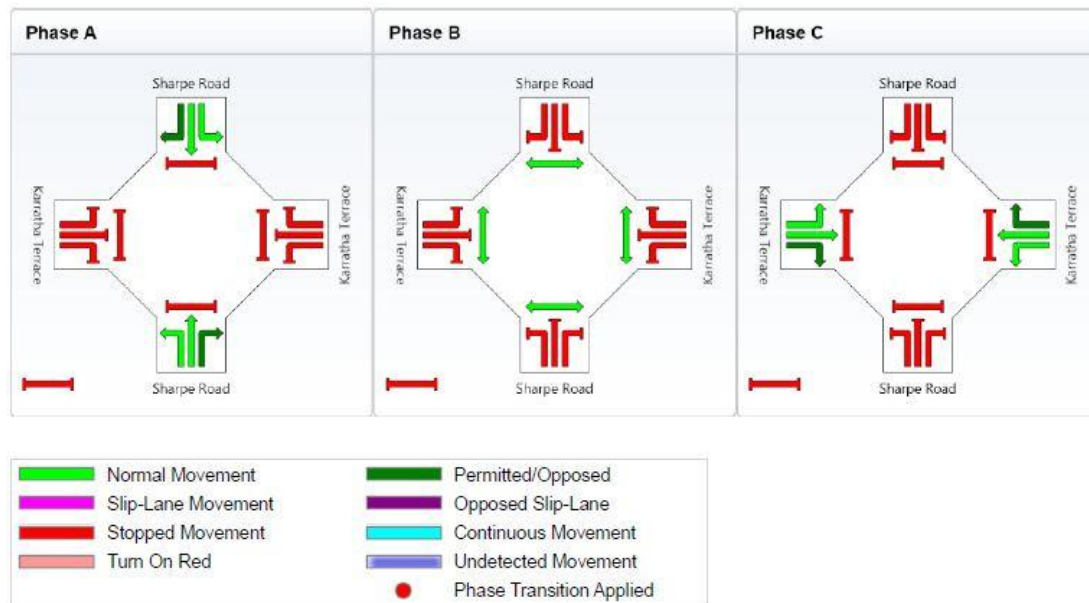 Phase A
Phase B
Phase C
Sharpe Road
Karratha Terrace
Karratha Terrace
Sharpe Road
Sharpe Road
Karratha Terrace
Karratha Terrace
Sharpe Road
Sharpe Road
Karratha Terrace
Karratha Terrace
Sharpe Road
Normal Movement
Permitted/Opposed
Slip-Lane Movement
Opposed Slip-Lane
Stopped Movement
Continuous Movement
Turn On Red
Undetected Movement
Phase Transition Applied